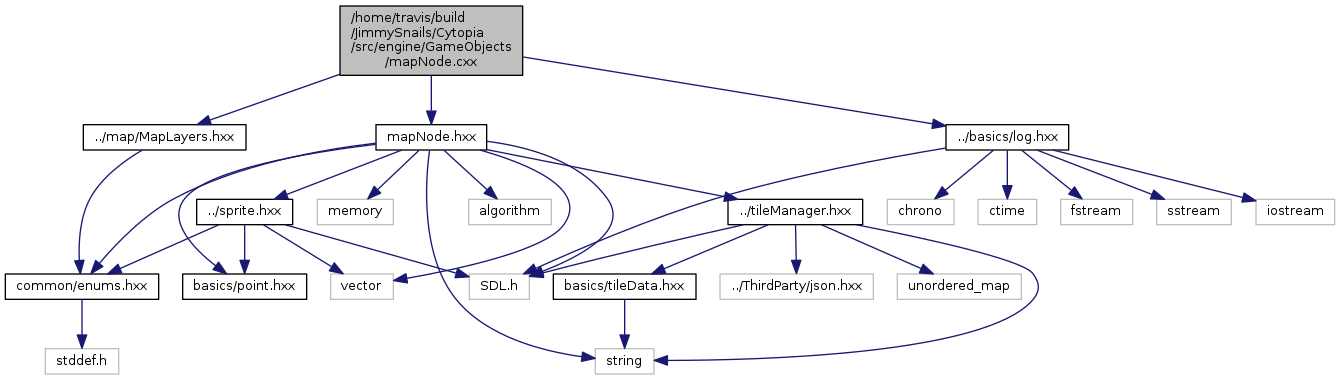 /home/travis/build
/JimmySnails/Cytopia
/src/engine/GameObjects
/mapNode.cxx
../map/MapLayers.hxx
mapNode.hxx
../basics/log.hxx
../sprite.hxx
memory
algorithm
../tileManager.hxx
chrono
ctime
fstream
sstream
iostream
common/enums.hxx
basics/point.hxx
vector
SDL.h
basics/tileData.hxx
../ThirdParty/json.hxx
unordered_map
stddef.h
string